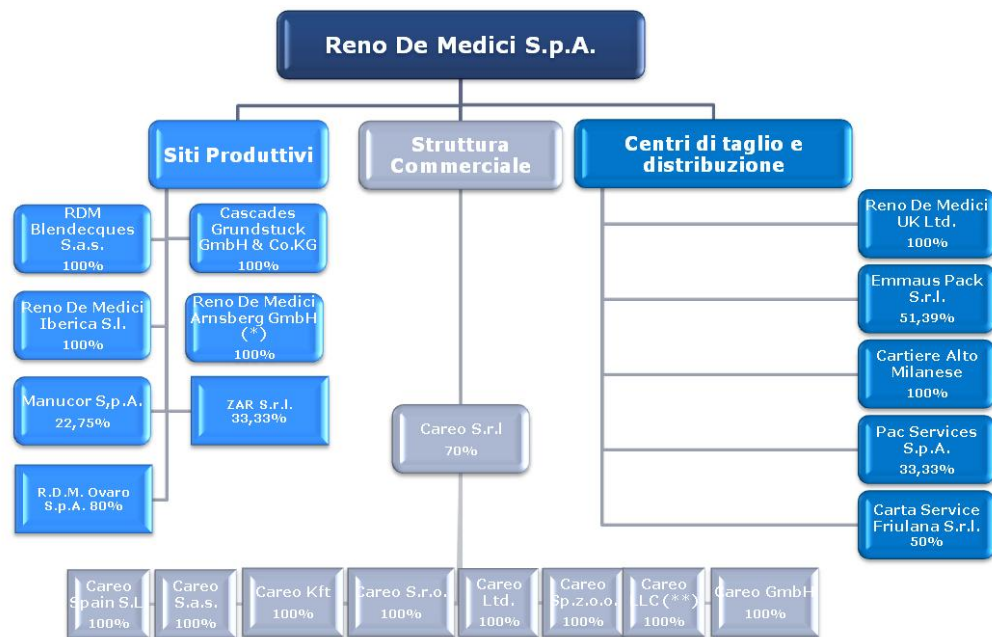 Reno De Medici S.p.A.
Siti Produttivi
Struttura
Commerciale
Centri di taglio e
distribuzione
RDM
Blendecques
S.a.s.
100%
Cascades
Grundstuck
GmbH & Co.KG
100%
Reno De Medici
Iberica S.l.
100%
Reno De Medici
Arnsberg GmbH
(*)
100%
Manucor S,p.A.
22,75%
ZAR S.r.l.
33,33%
R.D.M. Ovaro
S.p.A. 80%
Careo S.r.l
70%
Reno De Medici
UK Ltd.
100%
Emmaus Pack
S.r.l.
51,39%
Cartiere Alto
Milanese
100%
Pac Services
S.p.A.
33,33%
Carta Service
Friulana S.r.l.
50%
Careo
Spain S.L
100%
Careo
S.a.s.
100%
Careo Kft
100%
Careo S.r.o.
100%
Careo
Ltd.
100%
Careo
Sp.z.o.o.
100%
Careo
LLC (**)
100%
Careo GmbH
100%